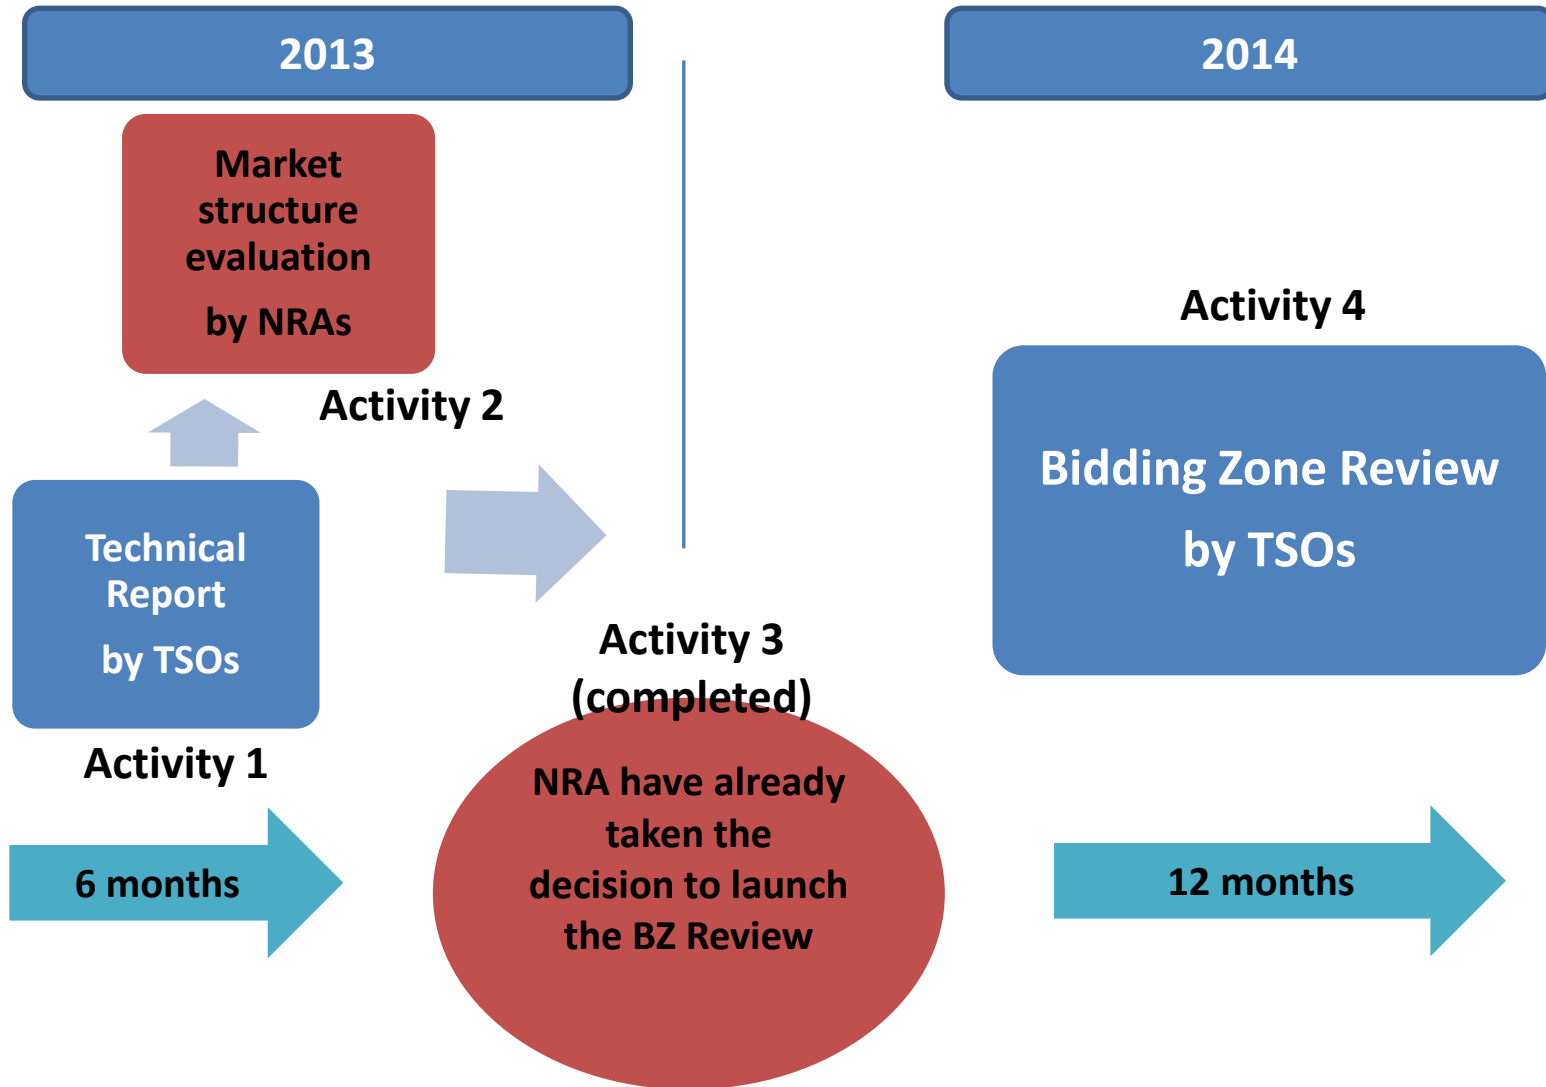 2013
2014
Market
structure
evaluation
by NRAs
Activity 2
Technical
Report
by TSOs
Activity 1
6 months
Activity 3
(completed)
NRA have already
taken the
decision to launch
the BZ Review
Activity 4
Bidding Zone Review
by TSOs
12 months